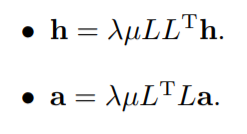 • h = λμLLᵀh.
• a = λμLᵀLa.